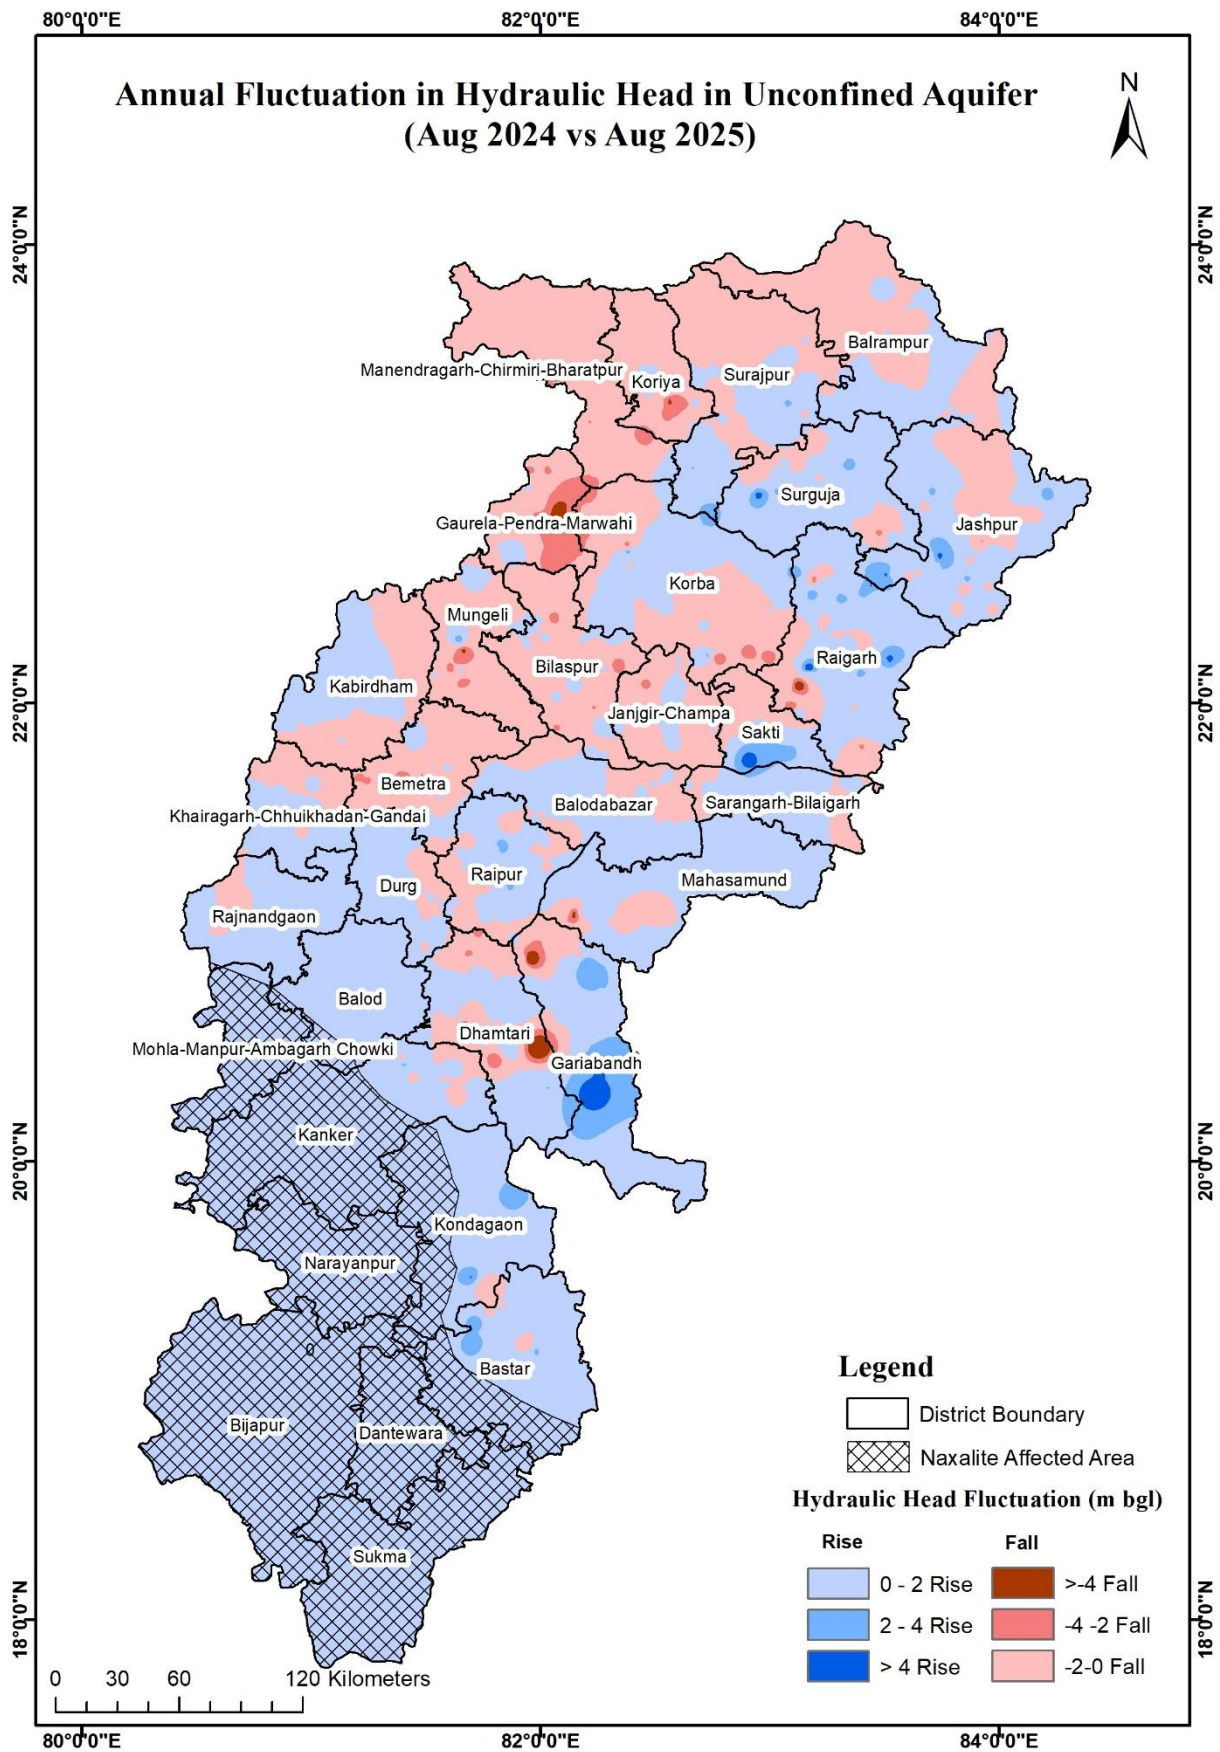 80°0'0"E 82°0'0"E 84°0'0"E
Annual Fluctuation in Hydraulic Head in Unconfined Aquifer
(Aug 2024 vs Aug 2025)
N
24°0'0"N 24°0'0"N
Balrampur
Manendragarh-Chirmiri-Bharatpur
Koriya
Surajpur
Surguja
Gaurela-Pendra-Marwahi
Jashpur
Korba
Mungeli
Bilaspur
Raigarh
Kabirdham
22°0'0"N 22°0'0"N
Janjgir-Champa
Sakti
Bemetra
Balodabazar
Sarangarh-Bilaigarh
Khairagarh-Chhuikhadan-Gandai
Raipur
Durg
Mahasamund
Rajnandgaon
Balod
Dhamtari
Mohla-Manpur-Ambagarh Chowki
Gariabandh
Kanker
20°0'0"N 20°0'0"N
Kondagaon
Narayanpur
Bastar
Bijapur
Dantewara
Sukma
Legend
District Boundary
Naxalite Affected Area
Hydraulic Head Fluctuation (m bgl)
Rise Fall
0 - 2 Rise >-4 Fall
2 - 4 Rise -4 -2 Fall
> 4 Rise -2-0 Fall
18°0'0"N 18°0'0"N
0 30 60 120 Kilometers
80°0'0"E 82°0'0"E 84°0'0"E